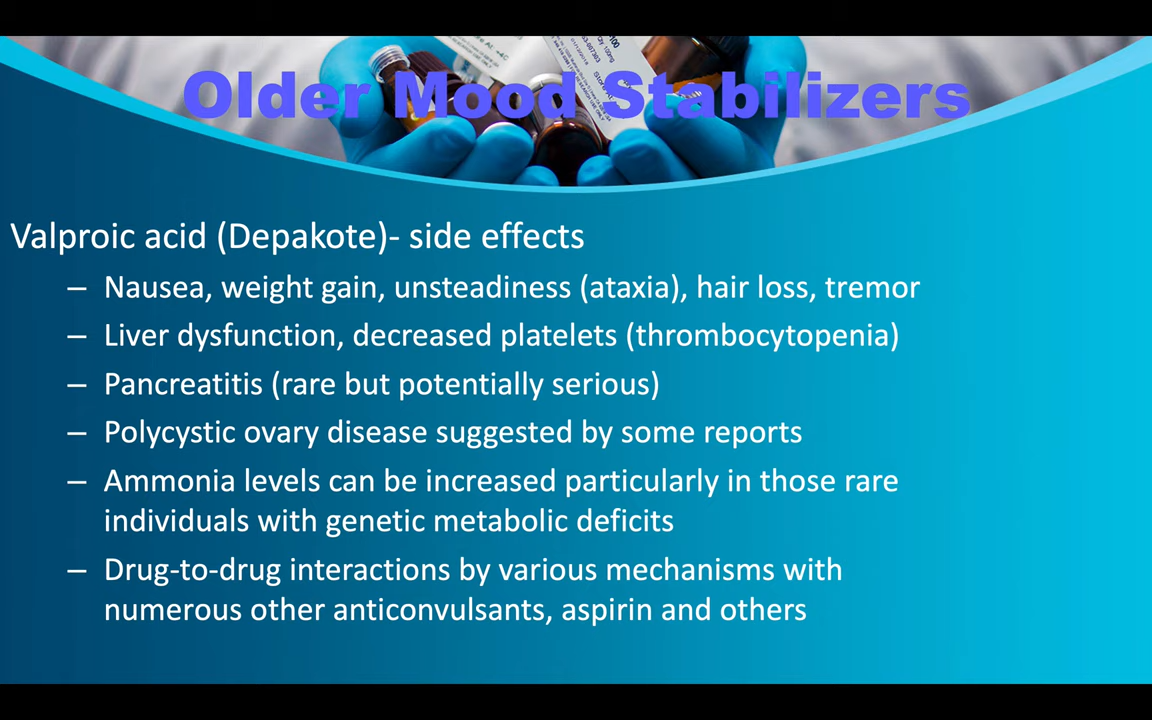 Older Mood Stabilizers
Valproic acid (Depakote)- side effects
– Nausea, weight gain, unsteadiness (ataxia), hair loss, tremor
– Liver dysfunction, decreased platelets (thrombocytopenia)
– Pancreatitis (rare but potentially serious)
– Polycystic ovary disease suggested by some reports
– Ammonia levels can be increased particularly in those rare
individuals with genetic metabolic deficits
– Drug-to-drug interactions by various mechanisms with
numerous other anticonvulsants, aspirin and others